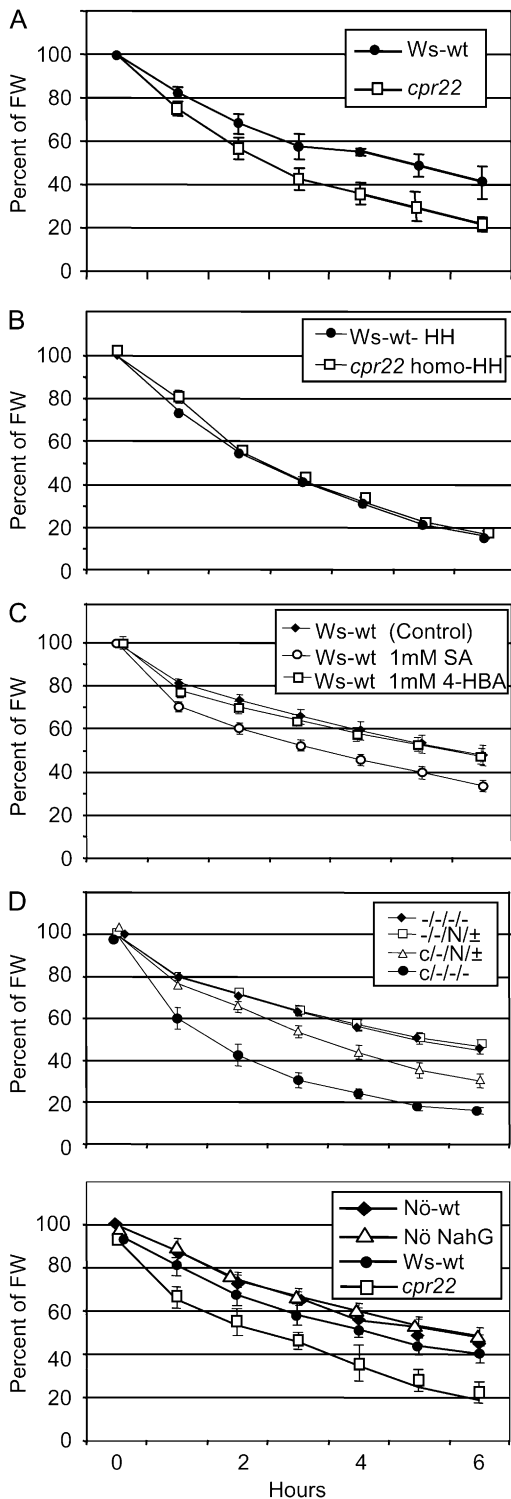 A
Percent of FW
100
80
60
40
20
0
Ws-wt
cpr22
B
Percent of FW
100
80
60
40
20
0
Ws-wt- HH
cpr22 homo-HH
C
Percent of FW
100
80
60
40
20
0
Ws-wt (Control)
Ws-wt 1mM SA
Ws-wt 1mM 4-HBA
D
Percent of FW
100
80
60
40
20
0
-/-/-/-
-/-/N/±
c/-/N/±
c/-/-/-
Percent of FW
100
80
60
40
20
0
Nö-wt
Nö NahG
Ws-wt
cpr22
0 2 4 6
Hours